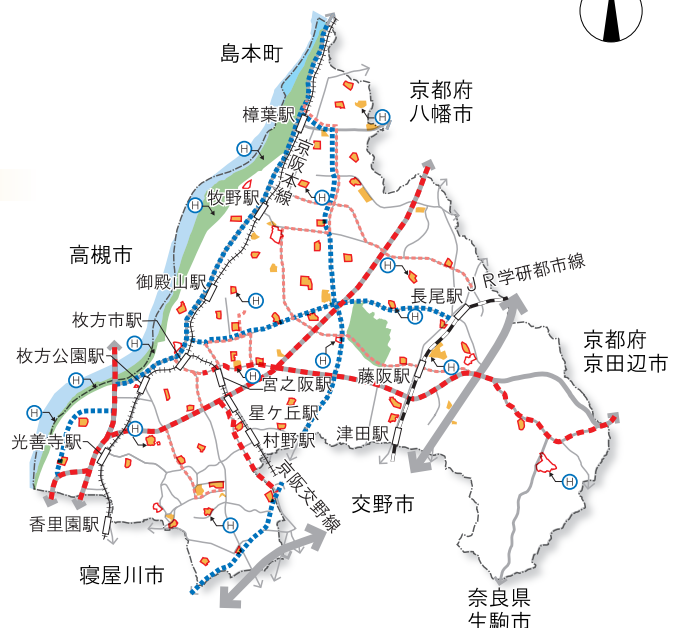 島本町
京都府
八幡市
樟葉駅
H
H
京阪本線
牧野駅
H
H
高槻市
H
御殿山駅
JR学研都市線
長尾駅
H
H
枚方市駅
H
H
京都府
京田辺市
枚方公園駅
H
H
H
宮之阪駅
藤阪駅
H
星ケ丘駅
光善寺駅
H
村野駅
津田駅
京阪交野線
H
交野市
香里園駅
H
寝屋川市
奈良県
生駒市